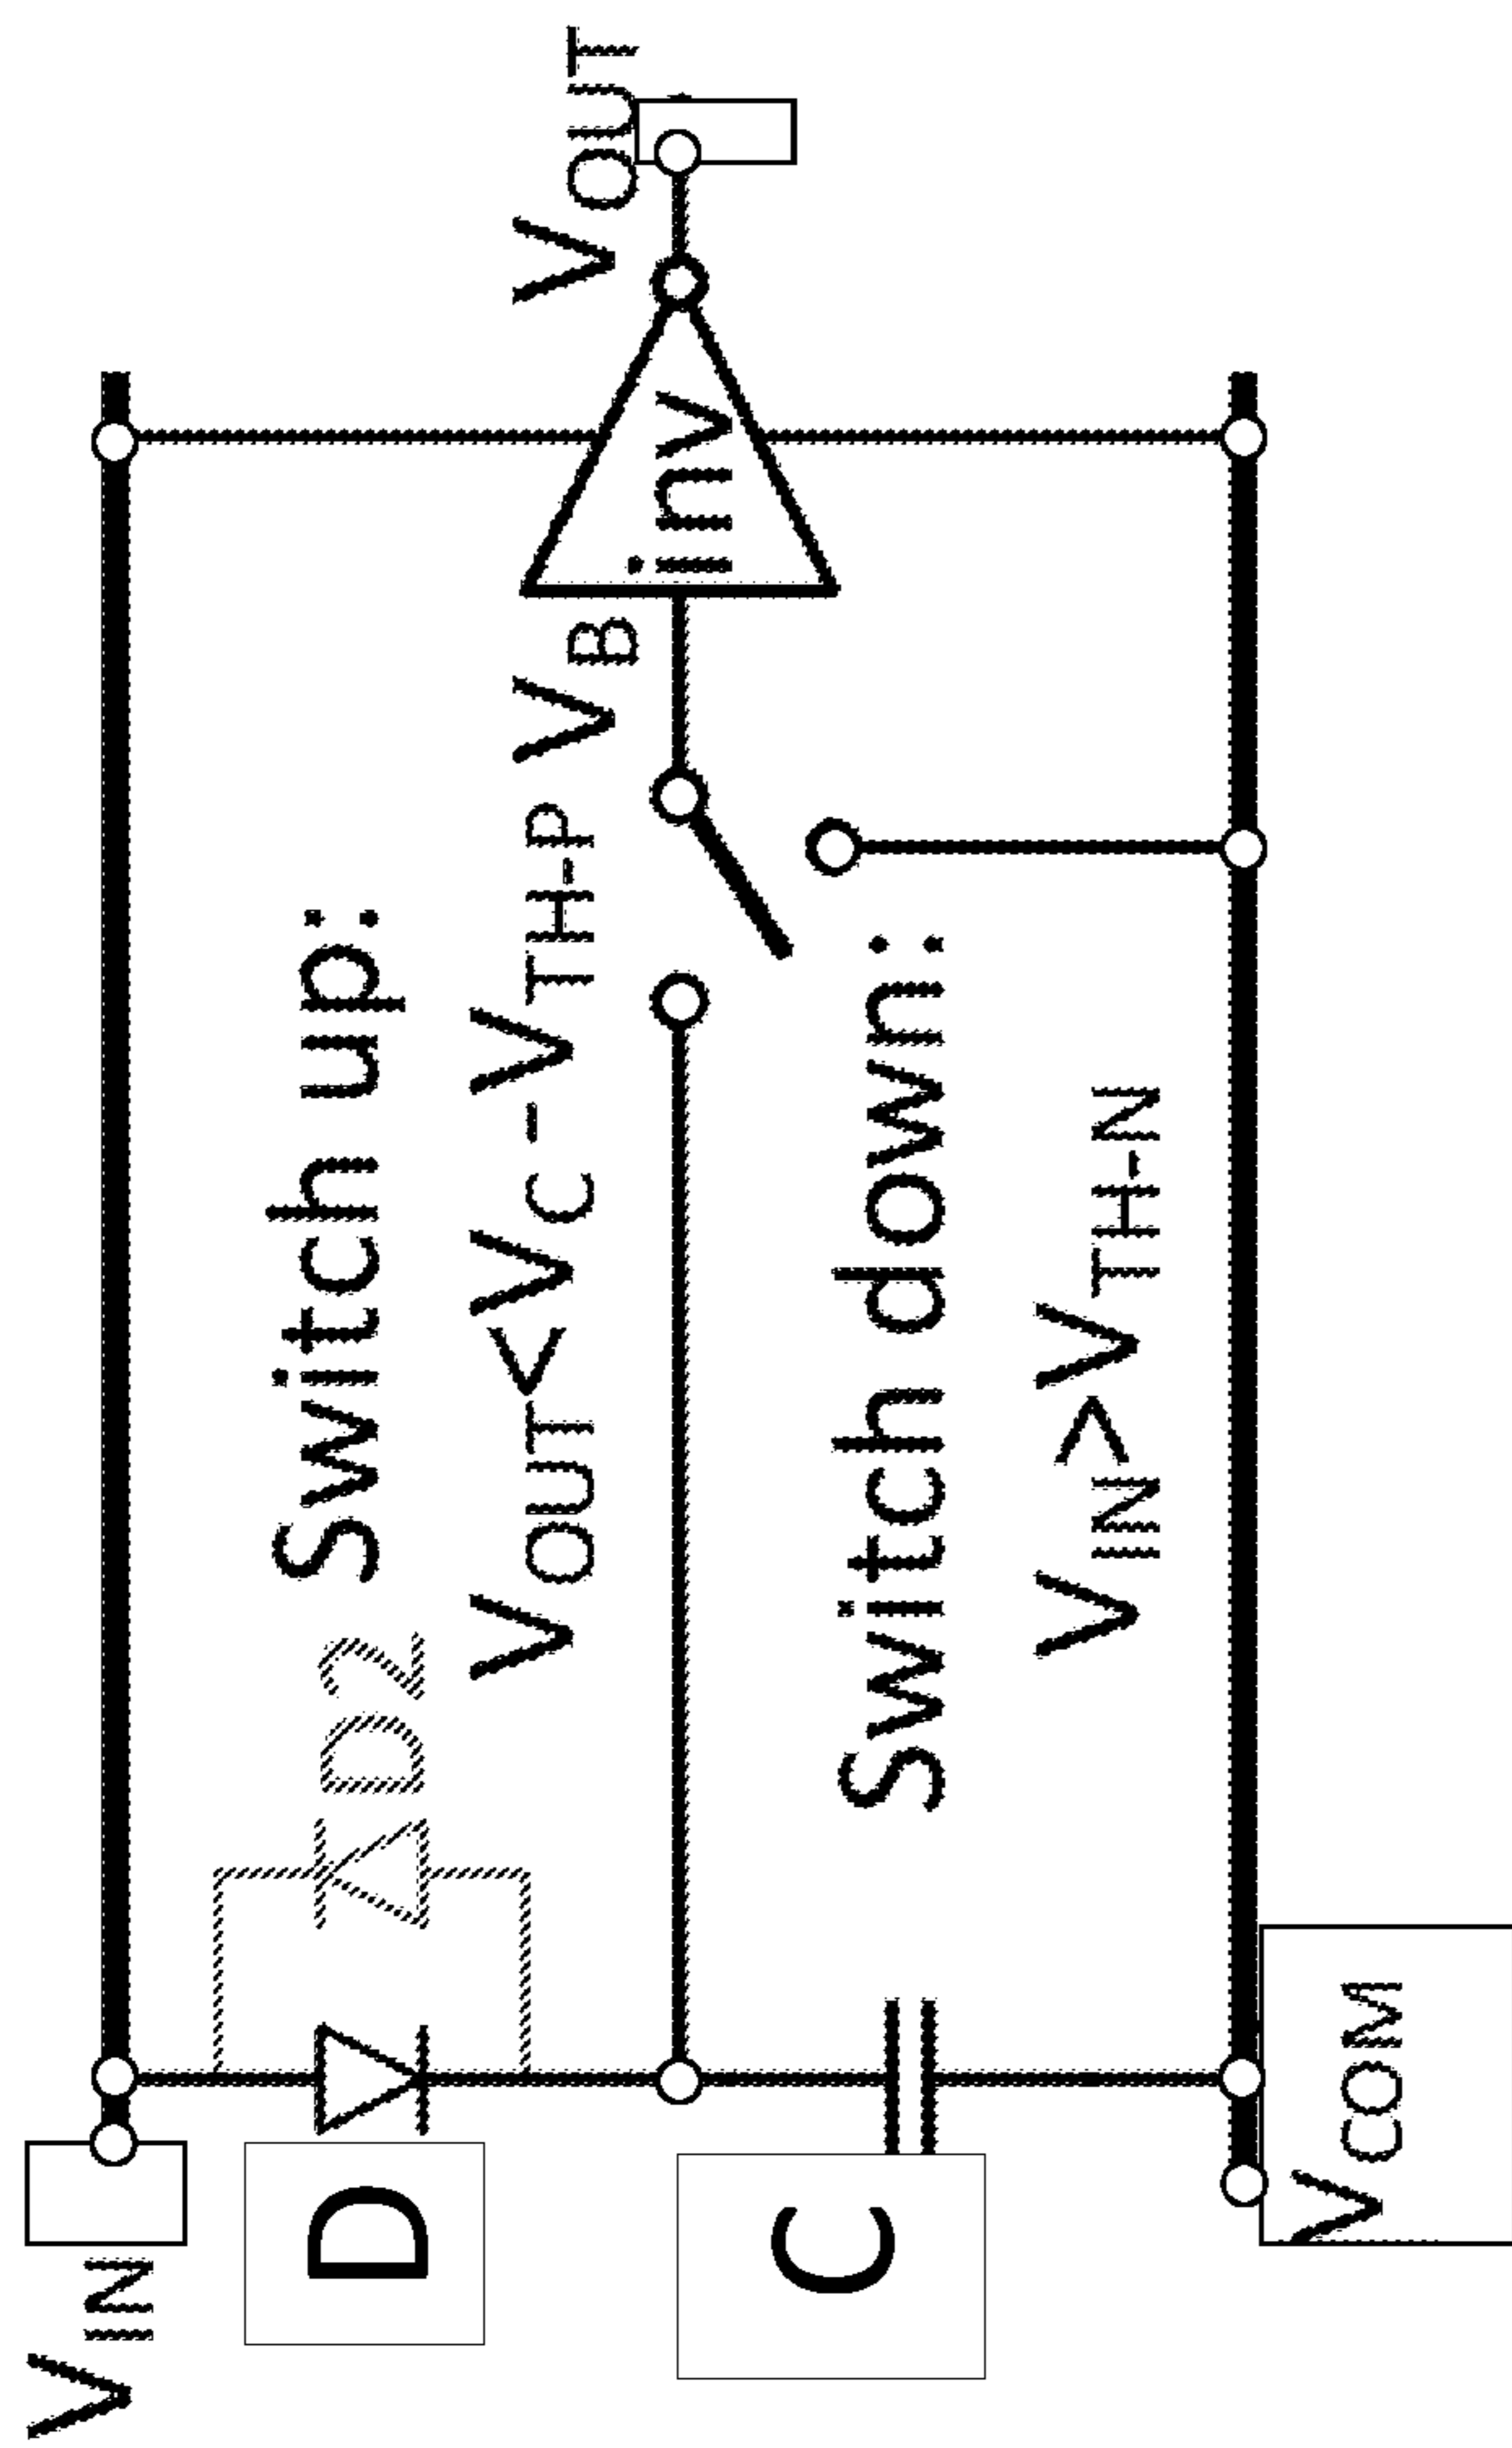 VIN
VOUT
D
D2
Switch up:
VOUT<VC-VTH-P
VB
inv
C
Switch down:
VIN>VTH-N
VCOM